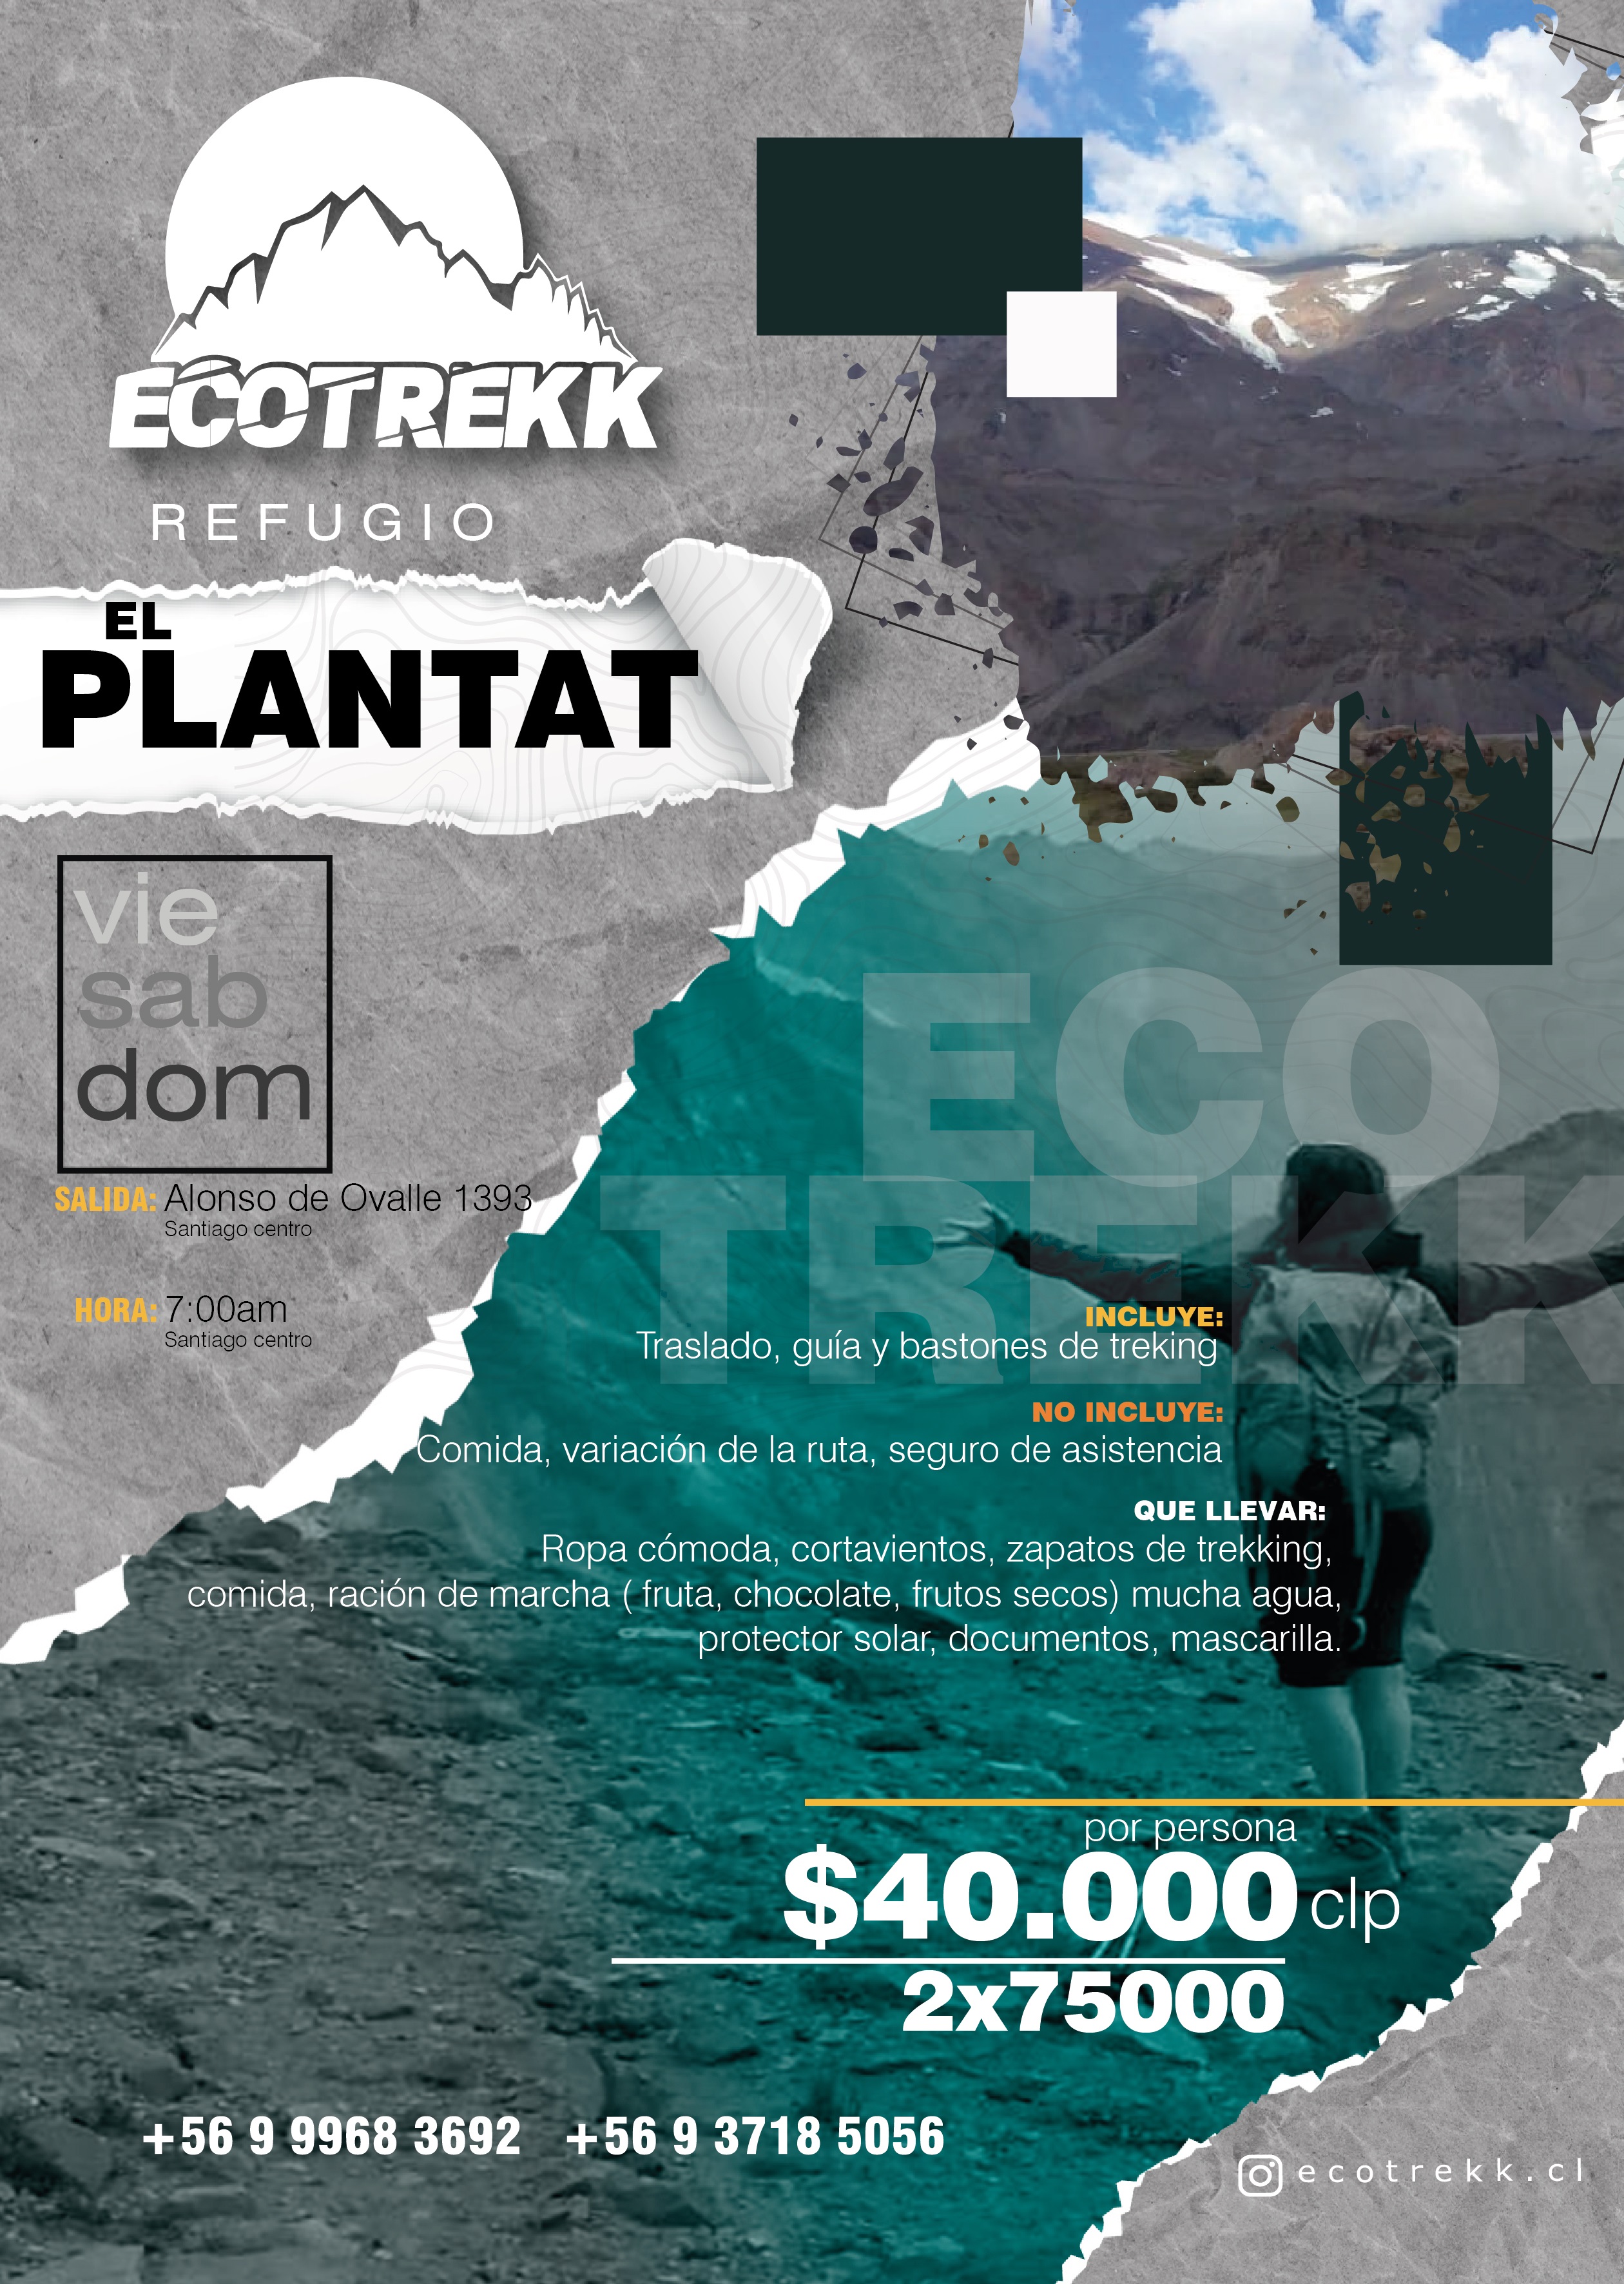 ECOTREKK
REFUGIO
EL
PLANTAT
vie
sab
dom
SALIDA: Alonso de Ovalle 1393
Santiago centro
HORA: 7:00am
Santiago centro
ECO
TREKK
INCLUYE:
Traslado, guía y bastones de treking
NO INCLUYE:
Comida, variación de la ruta, seguro de asistencia
QUE LLEVAR:
Ropa cómoda, cortavientos, zapatos de trekking,
comida, ración de marcha ( fruta, chocolate, frutos secos) mucha agua,
protector solar, documentos, mascarilla.
por persona
$40.000 clp
2x75000
+56 9 9968 3692 +56 9 3718 5056
ecotrekk.cl